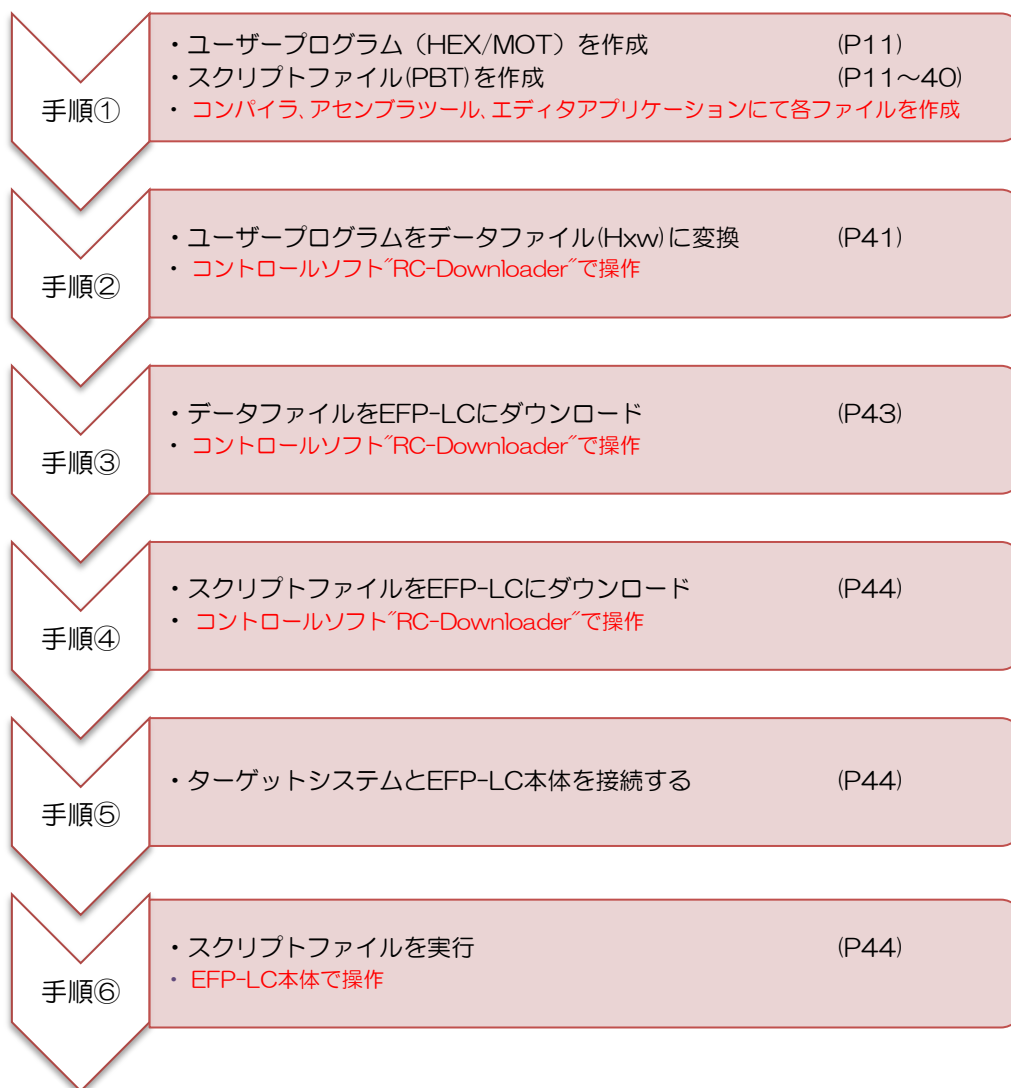 手順①
・ユーザープログラム（HEX/MOT）を作成 (P11)
・スクリプトファイル(PBT)を作成 (P11～40)
・ コンパイラ、アセンブラツール、エディタアプリケーションにて各ファイルを作成
手順②
・ユーザープログラムをデータファイル(Hxw)に変換 (P41)
・ コントロールソフト"RC-Downloader"で操作
手順③
・データファイルをEFP-LCにダウンロード (P43)
・ コントロールソフト"RC-Downloader"で操作
手順④
・スクリプトファイルをEFP-LCにダウンロード (P44)
・ コントロールソフト"RC-Downloader"で操作
手順⑤
・ターゲットシステムとEFP-LC本体を接続する (P44)
手順⑥
・スクリプトファイルを実行 (P44)
・ EFP-LC本体で操作